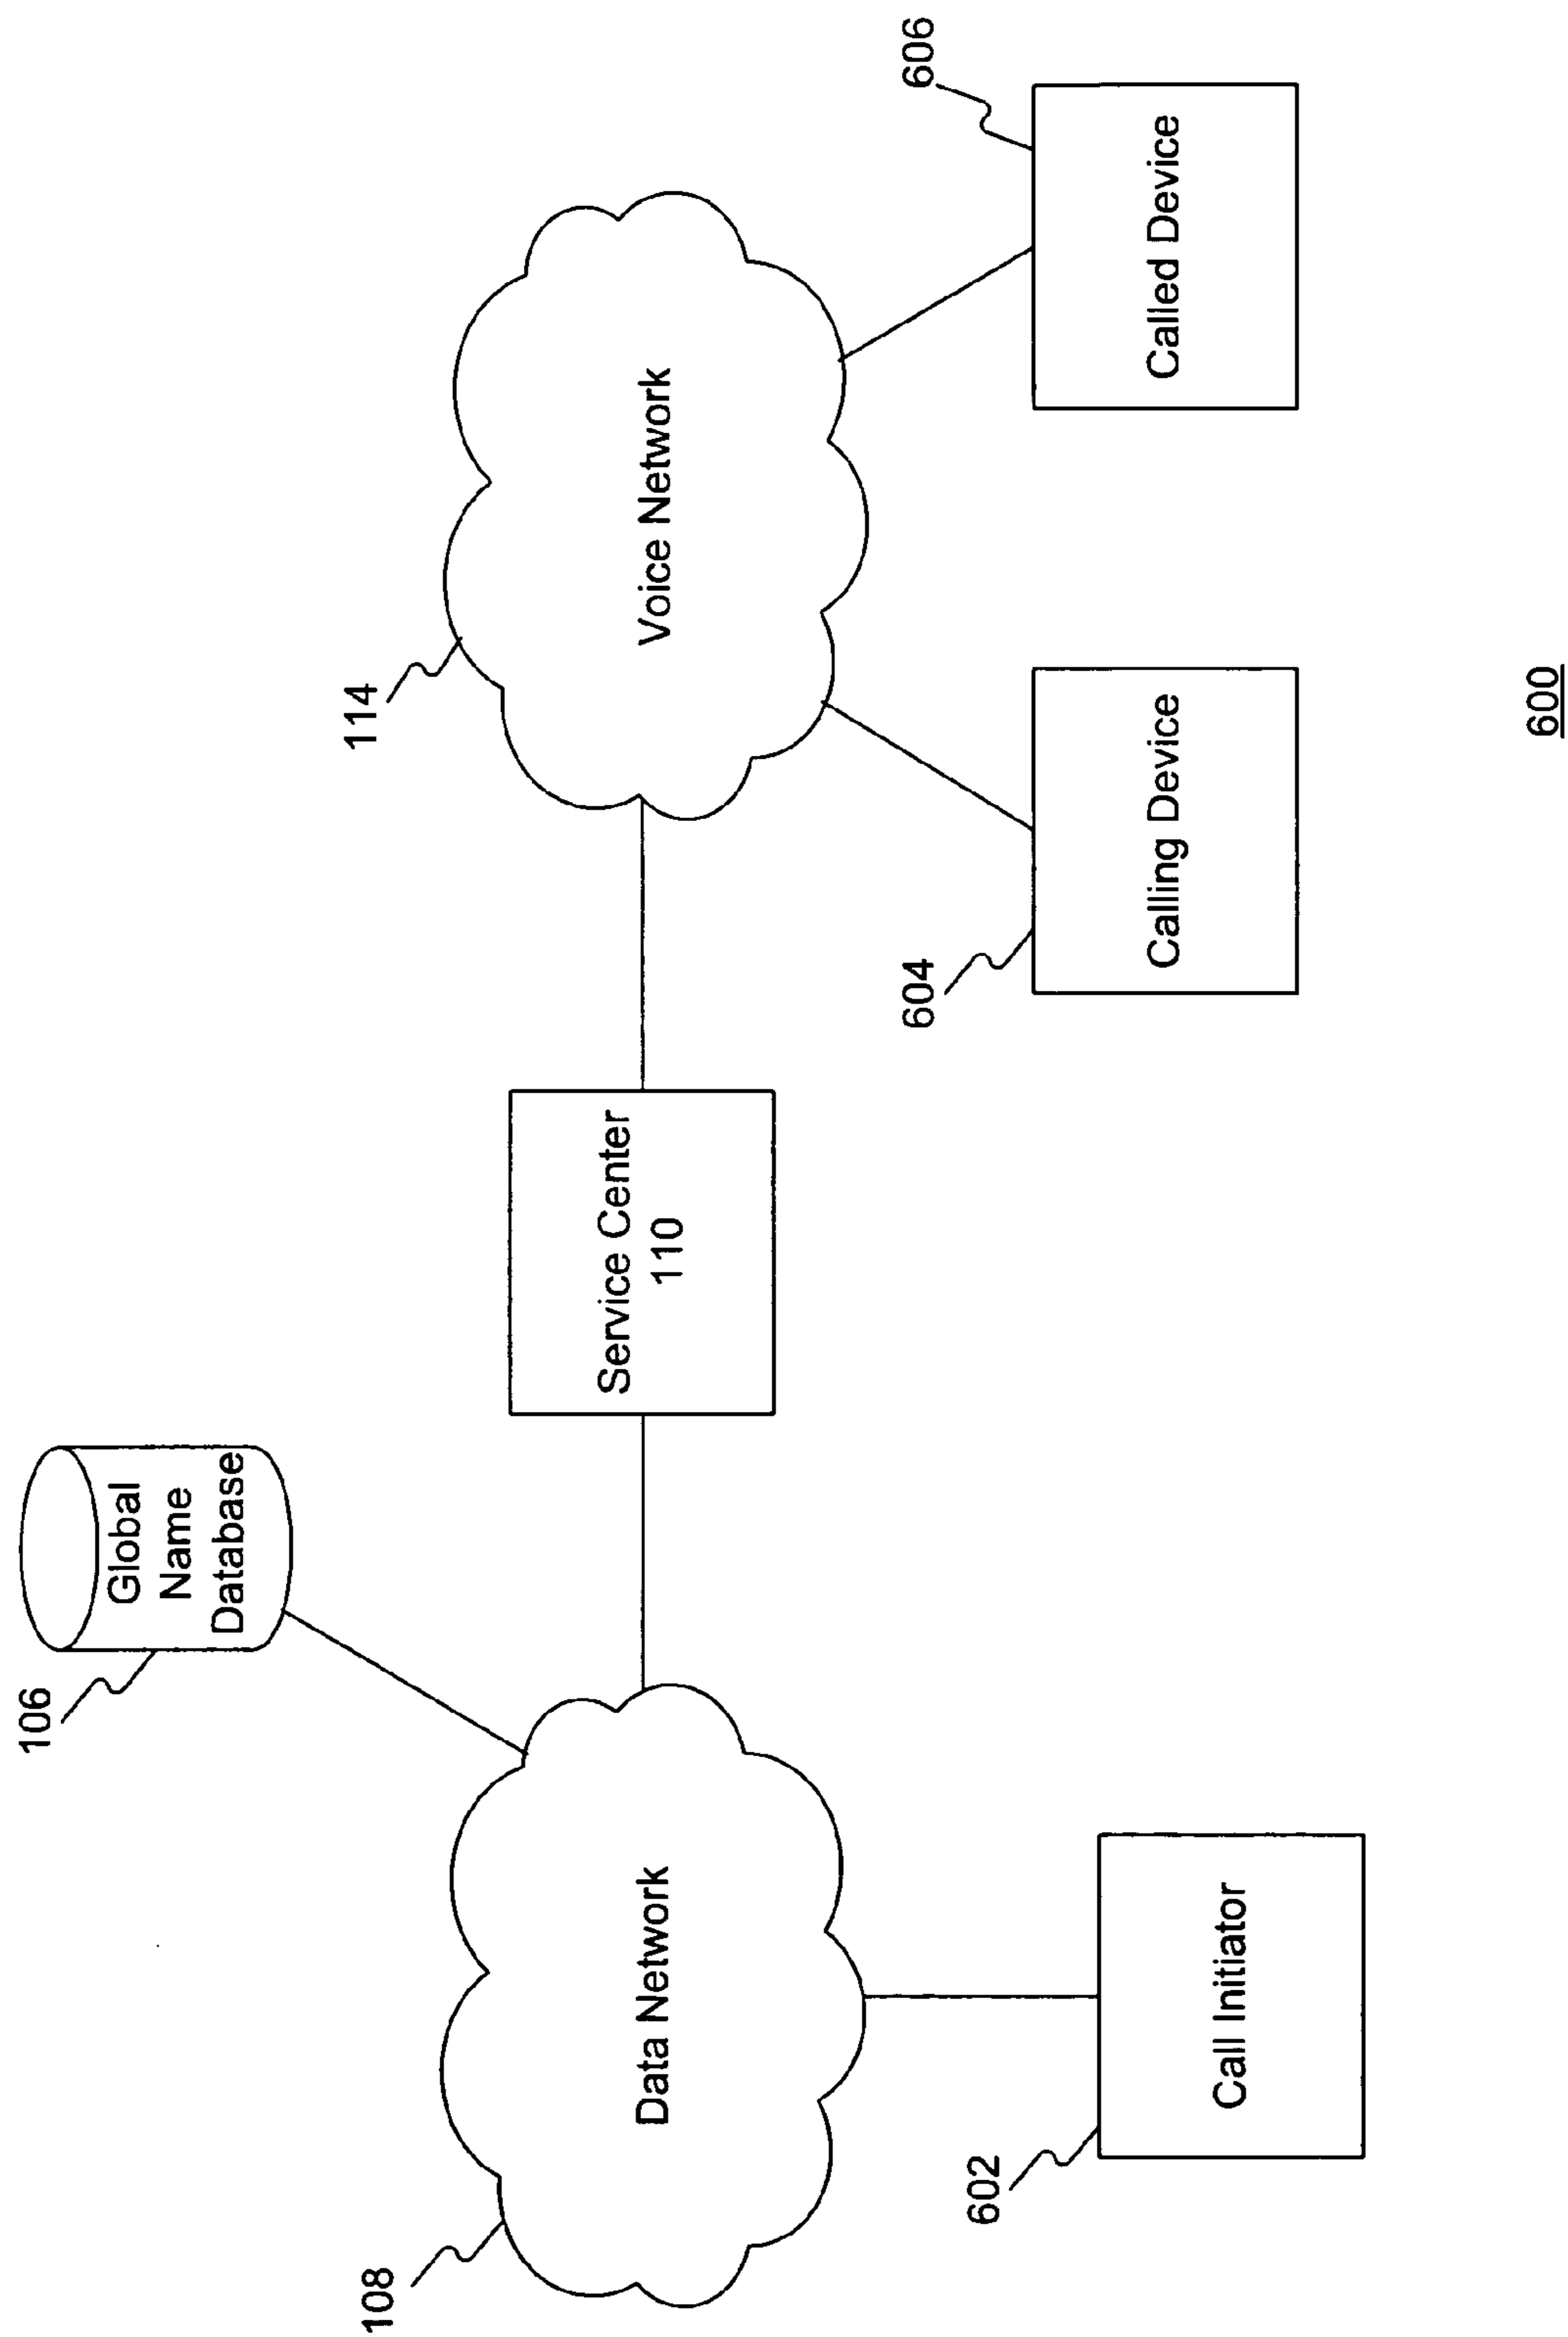 106
Global
Name
Database
108
Data Network
Service Center
110
114
Voice Network
602
Call Initiator
604
Calling Device
606
Called Device
600